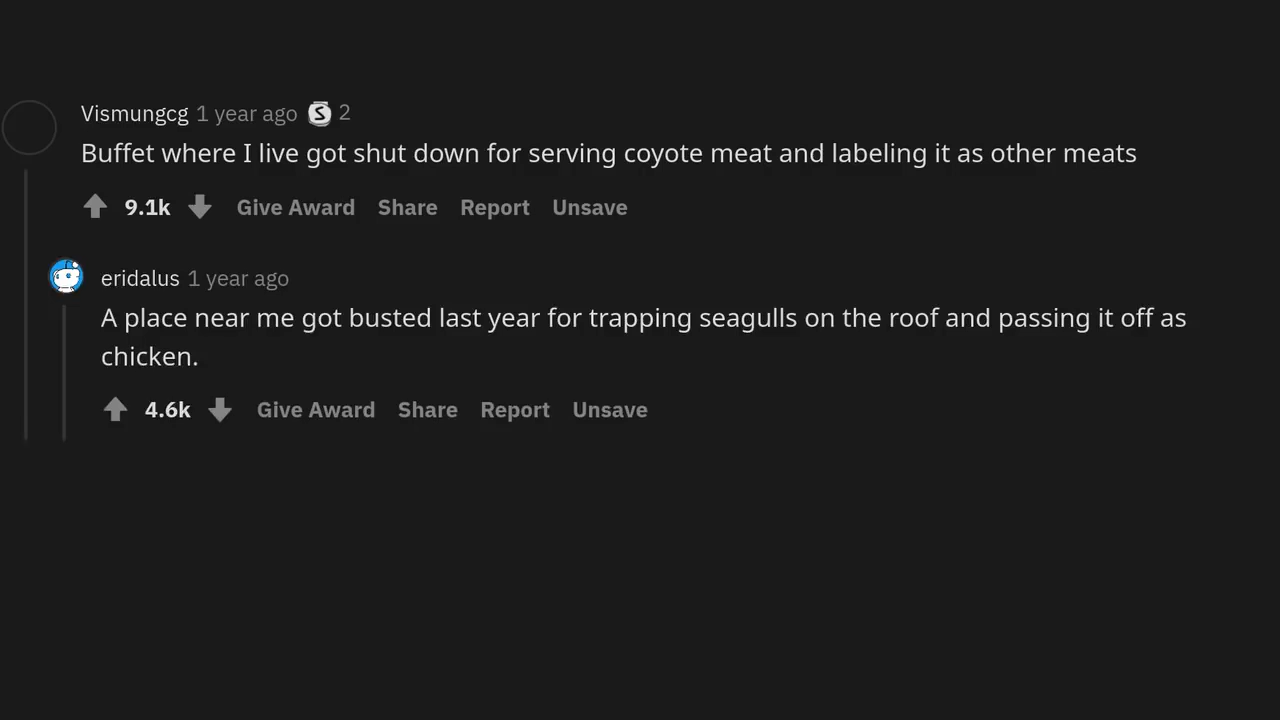 Vismungcg 1 year ago S 2
Buffet where I live got shut down for serving coyote meat and labeling it as other meats
9.1k Give Award Share Report Unsave
eridalus 1 year ago
A place near me got busted last year for trapping seagulls on the roof and passing it off as
chicken.
4.6k Give Award Share Report Unsave